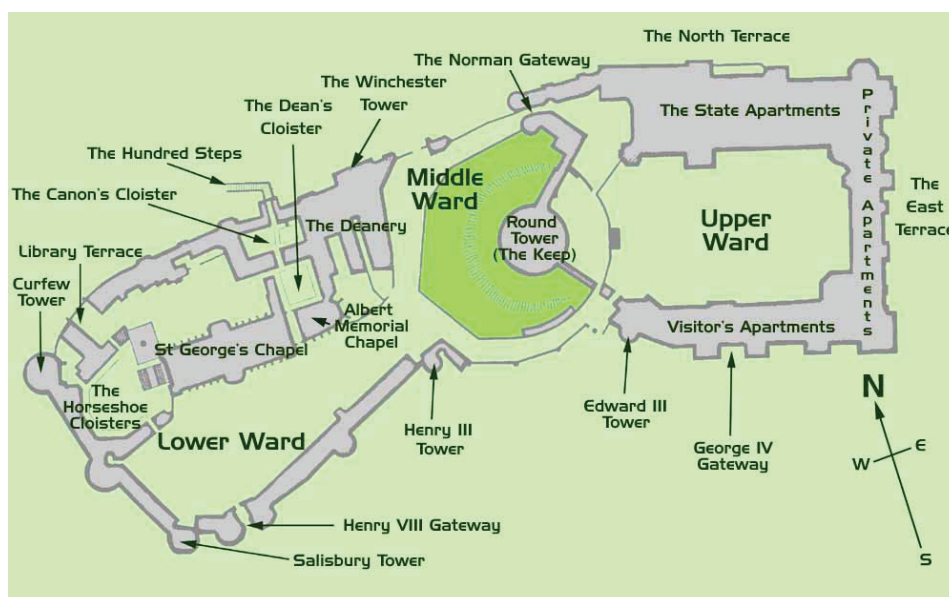 The North Terrace
The Norman Gateway
The Winchester
Tower
The Dean's
Cloister
The State Apartments
Private Apartments
The Hundred Steps
The Canon's Cloister
Middle
Ward
The
East
Terrace
The Deanery
Round
Tower
(The Keep)
Upper
Ward
Library Terrace
Curfew
Tower
Albert
Memorial
Chapel
Visitor's Apartments
St George's Chapel
The
Horseshoe
Cloisters
N
Lower Ward
Henry III
Tower
Edward III
Tower
George IV
Gateway
E
W
Henry VIII Gateway
Salisbury Tower
S